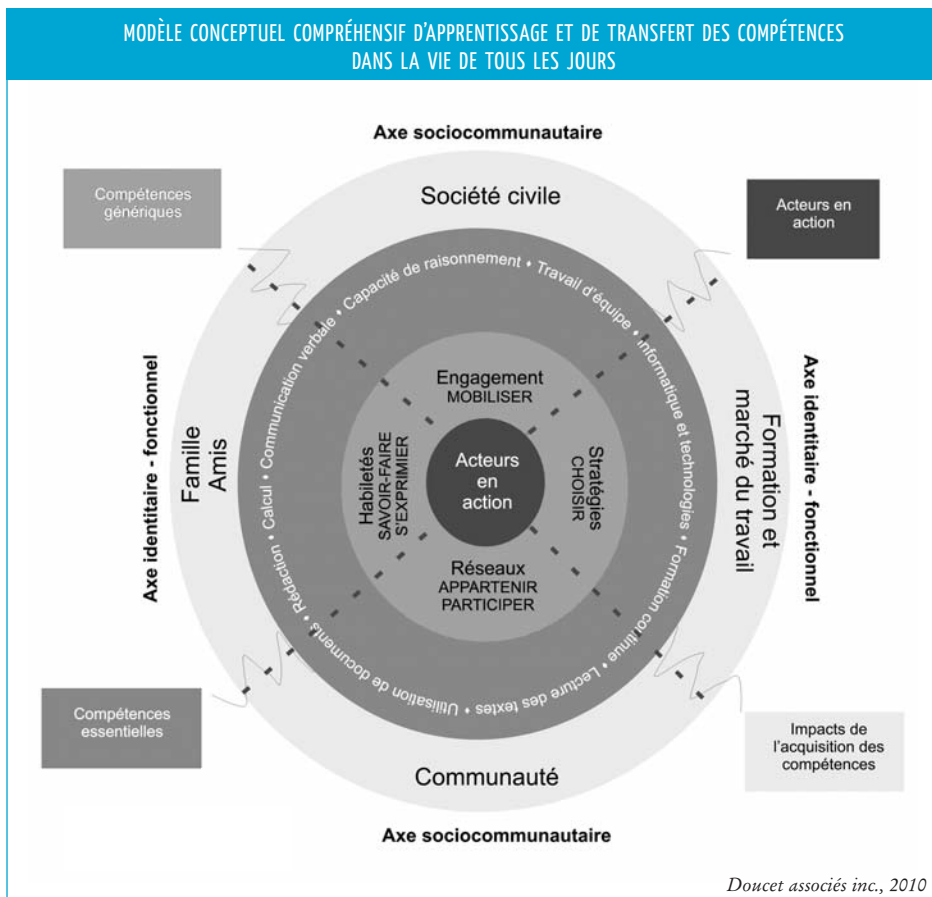 MODÈLE CONCEPTUEL COMPRÉHENSIF D'APPRENTISSAGE ET DE TRANSFERT DES COMPÉTENCES
DANS LA VIE DE TOUS LES JOURS
Axe sociocommunautaire
Compétences
génériques
Société civile
Acteurs en
action
Rédaction • Calcul • Communication verbale • Capacité de raisonnement • Travail d'équipe • Informatique et technologies • Formation continue • Lecture des textes • Utilisation de documents •
Axe identitaire - fonctionnel
Famille
Amis
Engagement
MOBILISER
Habiletés
SAVOIR-FAIRE
S'EXPRIMIER
Acteurs
en
action
Stratégies
CHOISIR
Réseaux
APPARTENIR
PARTICIPER
Formation et
marché du travail
Axe identitaire - fonctionnel
Compétences
essentielles
Communauté
Impacts de
l'acquisition des
compétences
Axe sociocommunautaire
Doucet associés inc., 2010